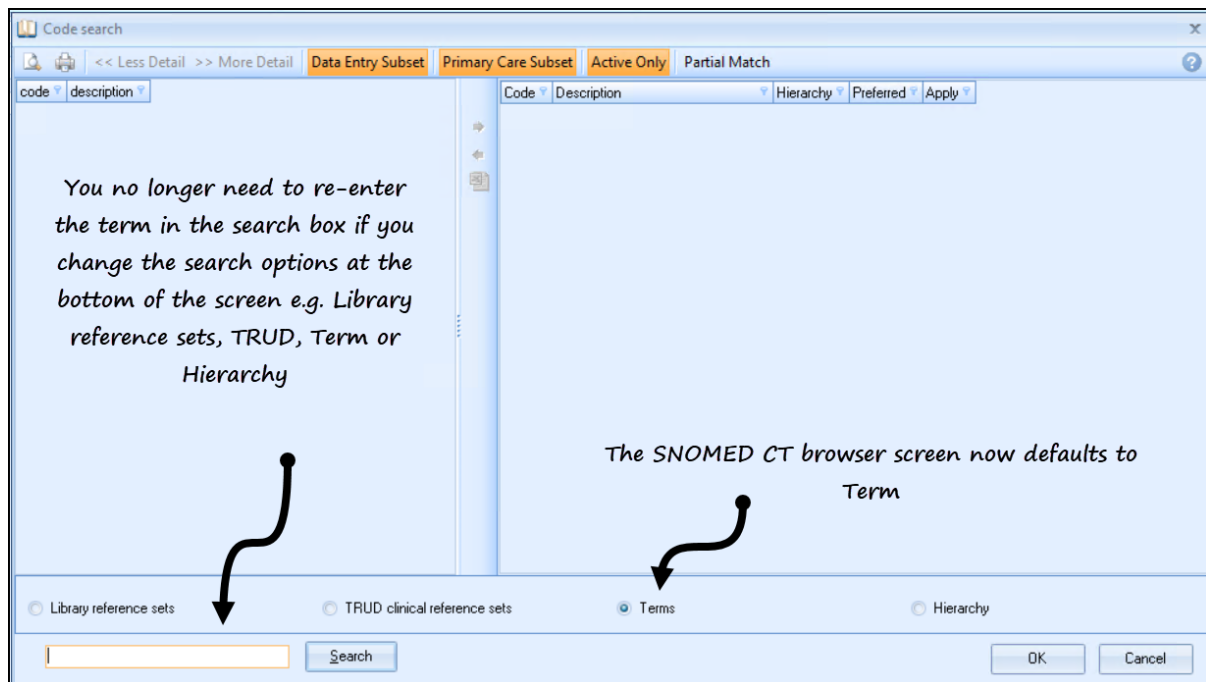 Code search
<< Less Detail >> More Detail Data Entry Subset Primary Care Subset Active Only Partial Match
code description
Code Description Hierarchy Preferred Apply
You no longer need to re-enter
the term in the search box if you
change the search options at the
bottom of the screen e.g. Library
reference sets, TRUD, Term or
Hierarchy
The SNOMED CT browser screen now defaults to
Term
Library reference sets TRUD clinical reference sets Terms Hierarchy
Search OK Cancel